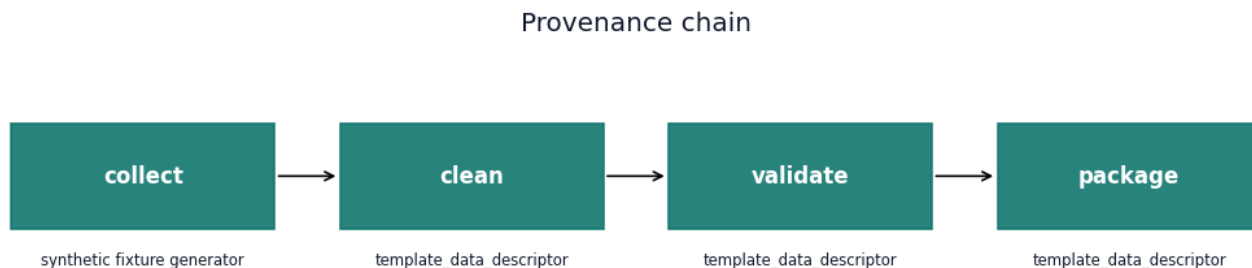 Provenance chain
collect
clean
validate
package
synthetic fixture generator
template_data_descriptor
template_data_descriptor
template_data_descriptor